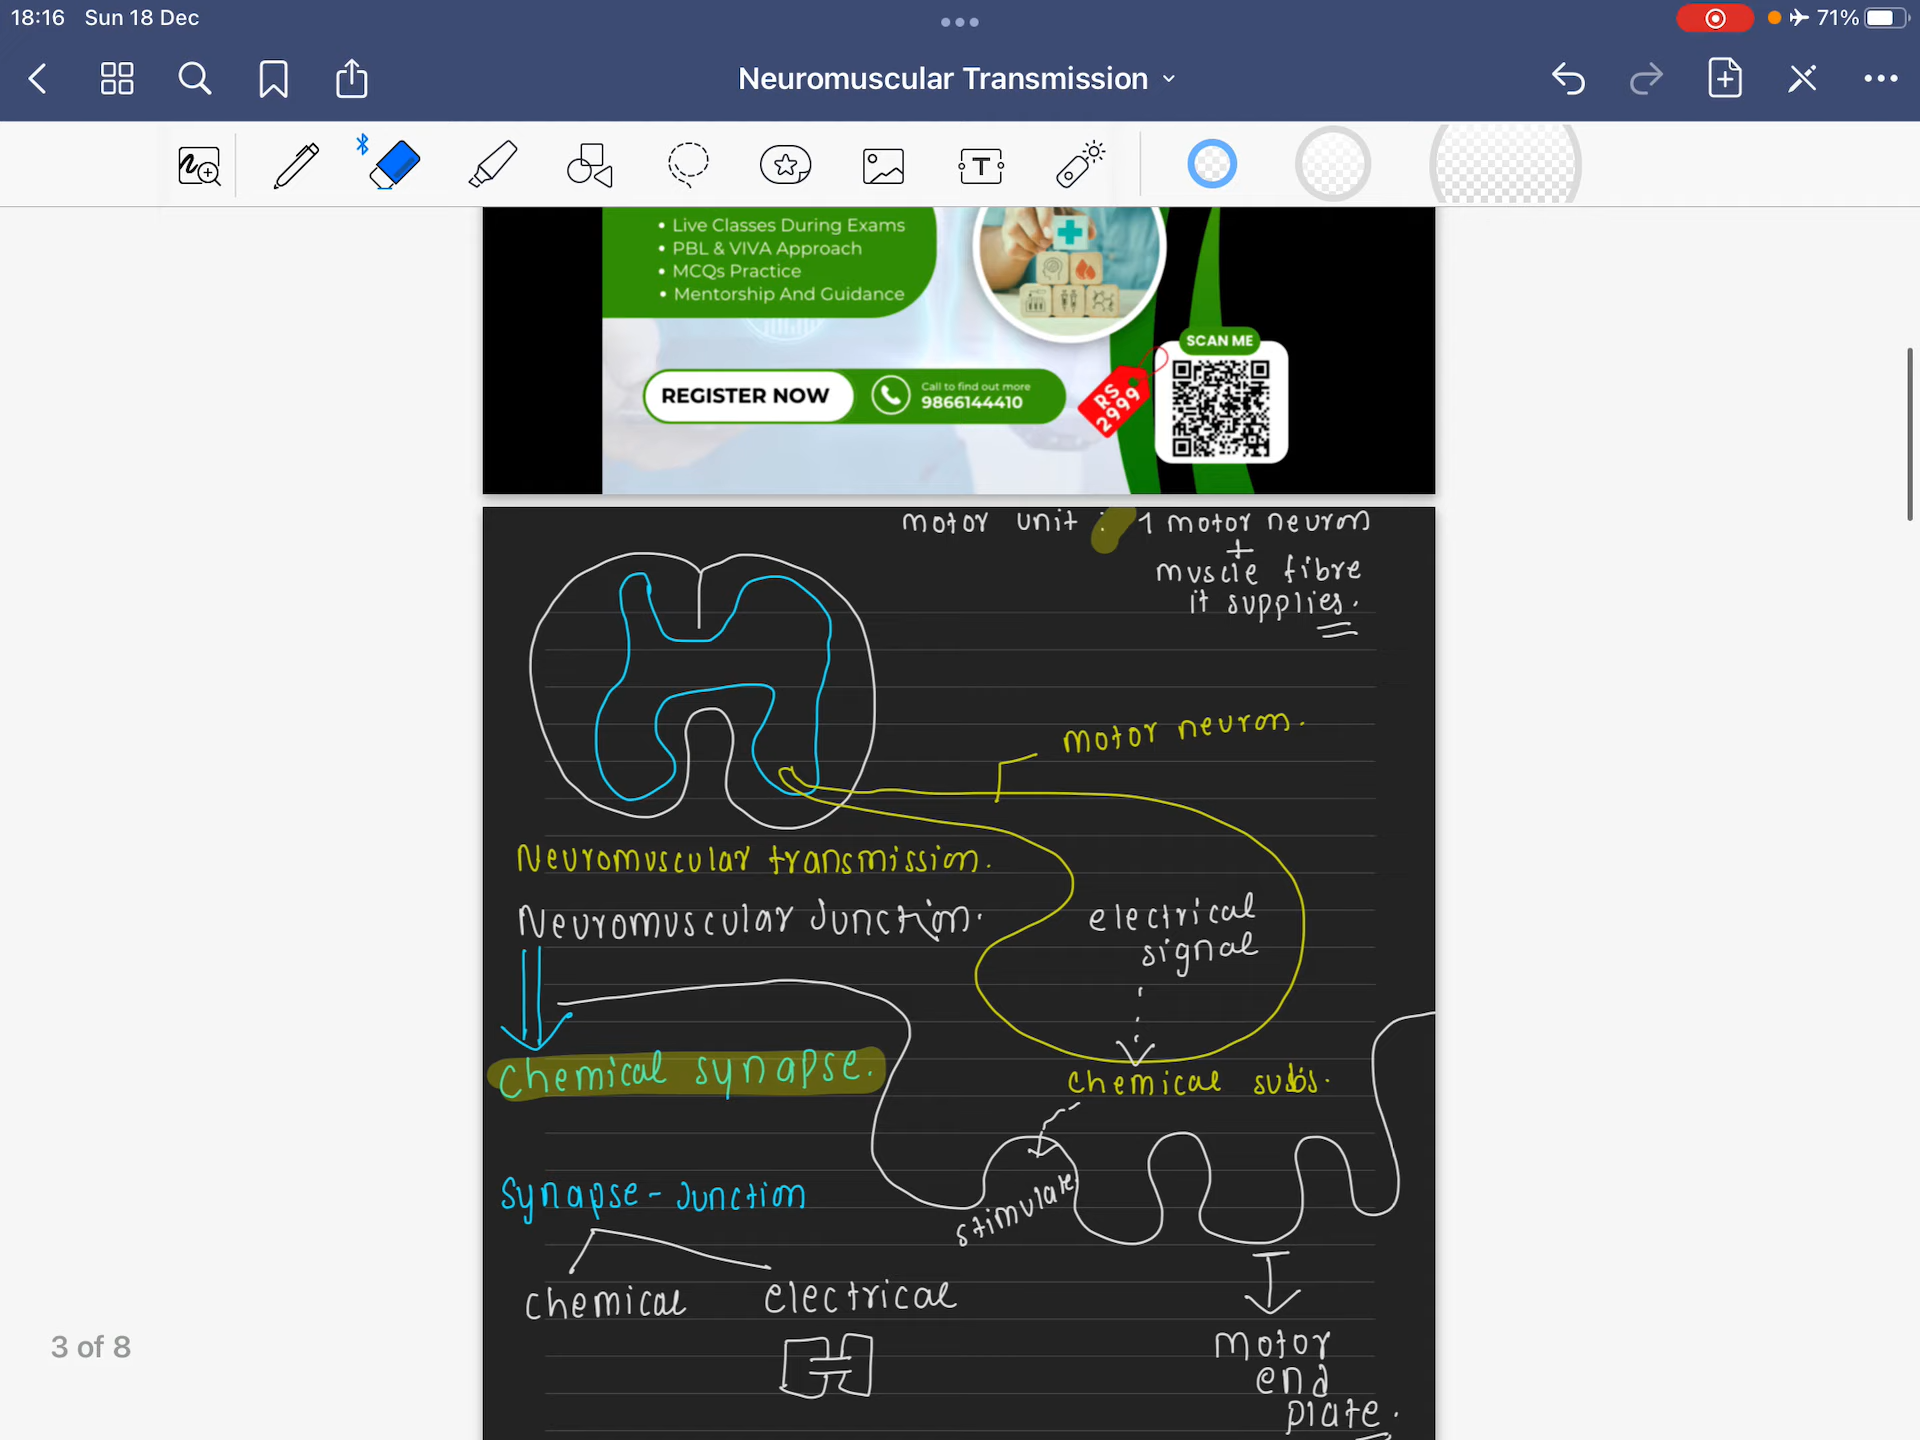 18:16 Sun 18 Dec
71%
Neuromuscular Transmission
T
• Live Classes During Exams
• PBL & VIVA Approach
• MCQs Practice
• Mentorship And Guidance
SCAN ME
REGISTER NOW
Call to find out more
9866144410
RS
2999
motor unit : 1 motor neuron
+
muscle fibre
it supplies.
motor neuron.
Neuromuscular transmission.
Neuromuscular Junction.
electrical
signal
chemical synapse.
chemical subs.
Synapse - Junction
stimulate
chemical electrical
motor
end
plate.
3 of 8